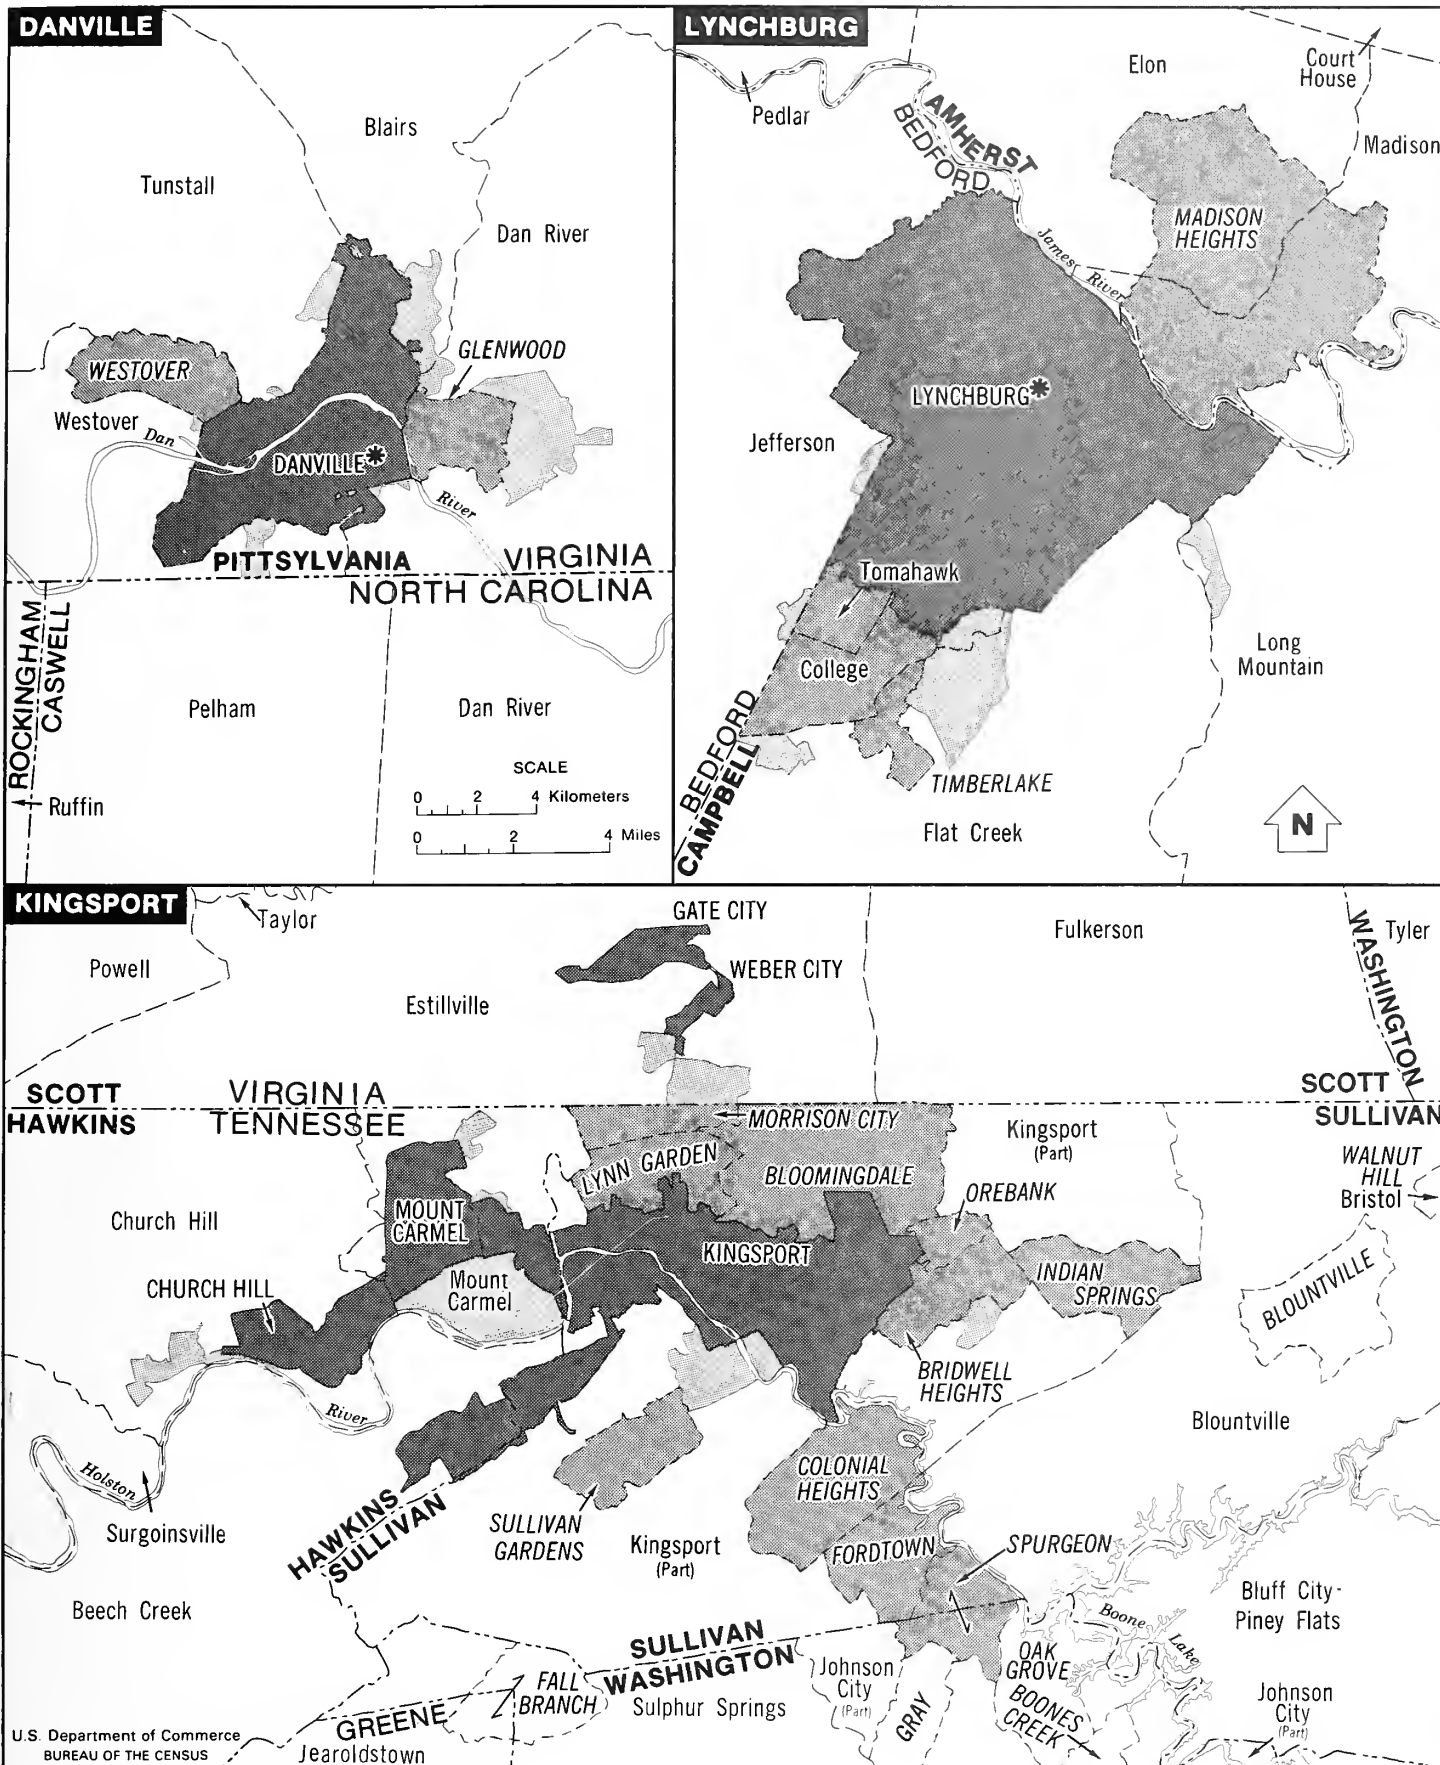 DANVILLE
Blairs
Tunstall
Dan River
WESTOVER
GLENWOOD
Westover
Dan
DANVILLE
River
PITTSYLVANIA
VIRGINIA
NORTH CAROLINA
ROCKINGHAM
CASWELL
Pelham
Dan River
Ruffin
SCALE
0 2 4 Kilometers
0 2 4 Miles
LYNCHBURG
Elon
Court
House
Pedlar
AMHERST
BEDFORD
Madison
MADISON
HEIGHTS
James River
LYNCHBURG
Jefferson
Tomahawk
College
Long
Mountain
BEDFORD
CAMPBELL
TIMBERLAKE
Flat Creek
N
KINGSPORT
Taylor
GATE CITY
Fulkerson
WASHINGTON
Tyler
Powell
WEBER CITY
Estillville
SCOTT
VIRGINIA
SCOTT
HAWKINS
TENNESSEE
SULLIVAN
MORRISON CITY
Kingsport
(Part)
LYNN GARDEN
BLOOMINGDALE
WALNUT
HILL
Bristol
OREBANK
Church Hill
MOUNT
CARMEL
KINGSPORT
CHURCH HILL
Mount
Carmel
INDIAN
SPRINGS
BLOUNTVILLE
BRIDWELL
HEIGHTS
River
Blountville
Holston
COLONIAL
HEIGHTS
Surgoinsville
HAWKINS
SULLIVAN
SULLIVAN
GARDENS
Kingsport
(Part)
FORDTOWN
SPURGEON
Beech Creek
Bluff City-
Piney Flats
Boone Lake
SULLIVAN
WASHINGTON
OAK
GROVE
Johnson
City
(Part)
FALL
BRANCH
Sulphur Springs
GRAY
BOONES
CREEK
Johnson
City
(Part)
GREENE
Jearoldstown
U.S. Department of Commerce
BUREAU OF THE CENSUS